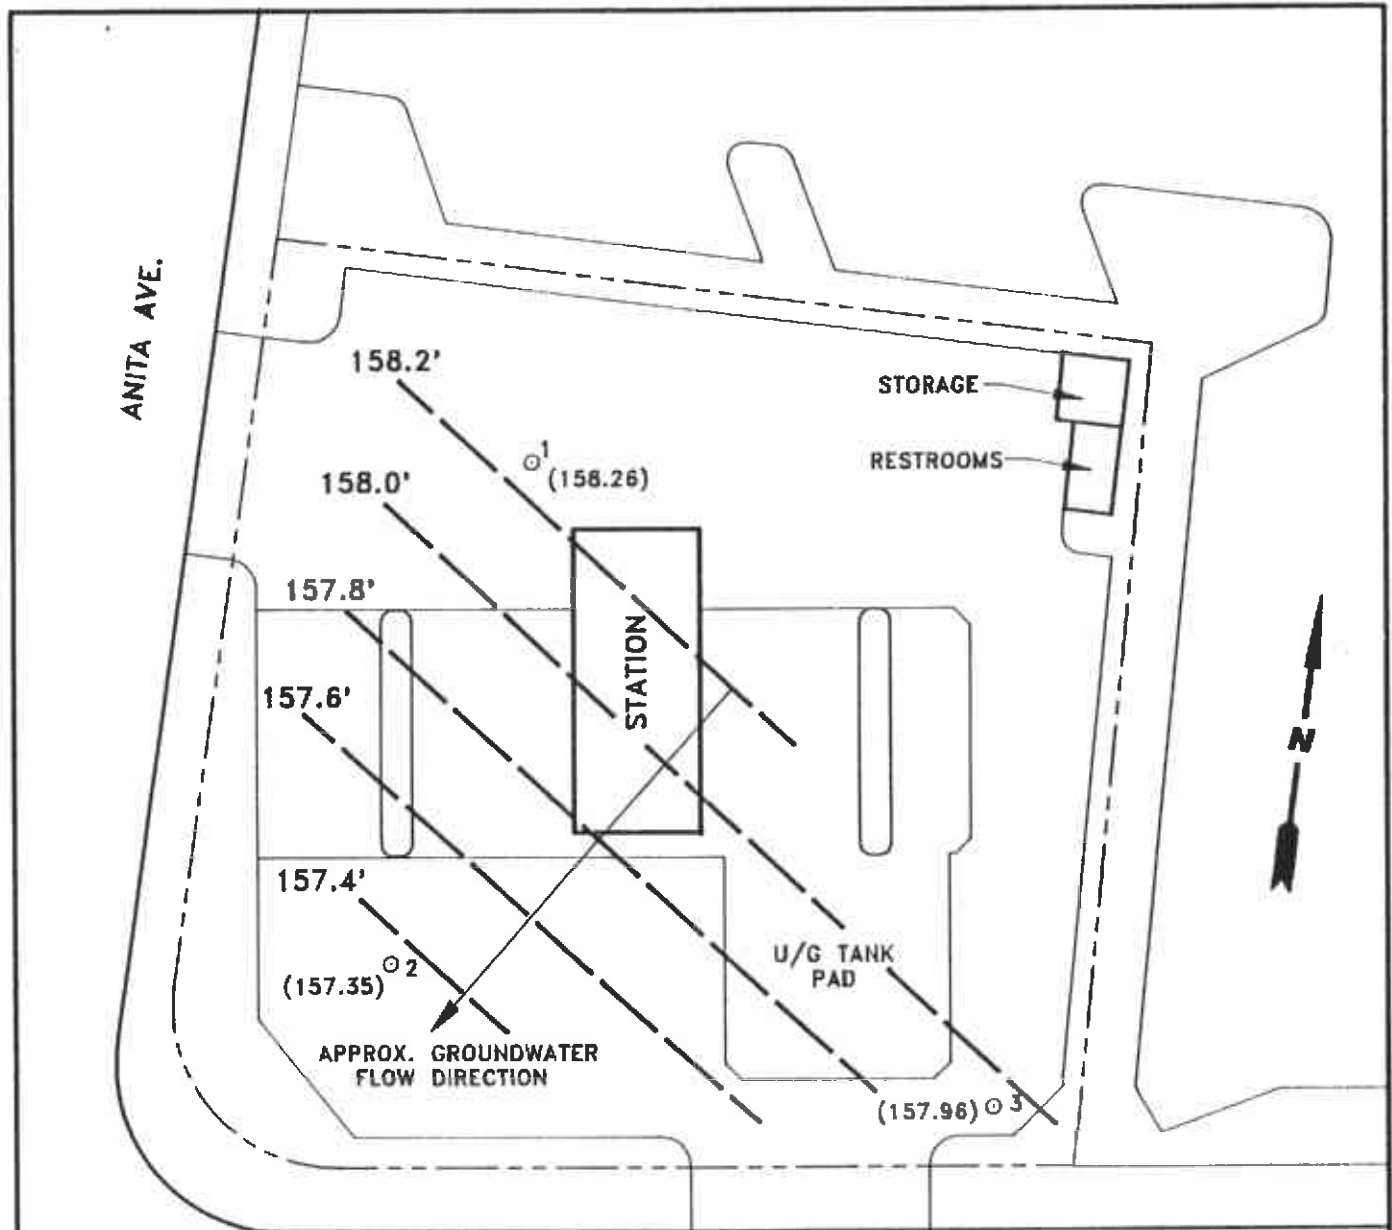 ANITA AVE.
158.2'
STORAGE
1
(158.26)
RESTROOMS
158.0'
157.8'
STATION
157.6'
N
157.4'
2
(157.35)
U/G TANK
PAD
APPROX. GROUNDWATER
FLOW DIRECTION
(157.96) 3